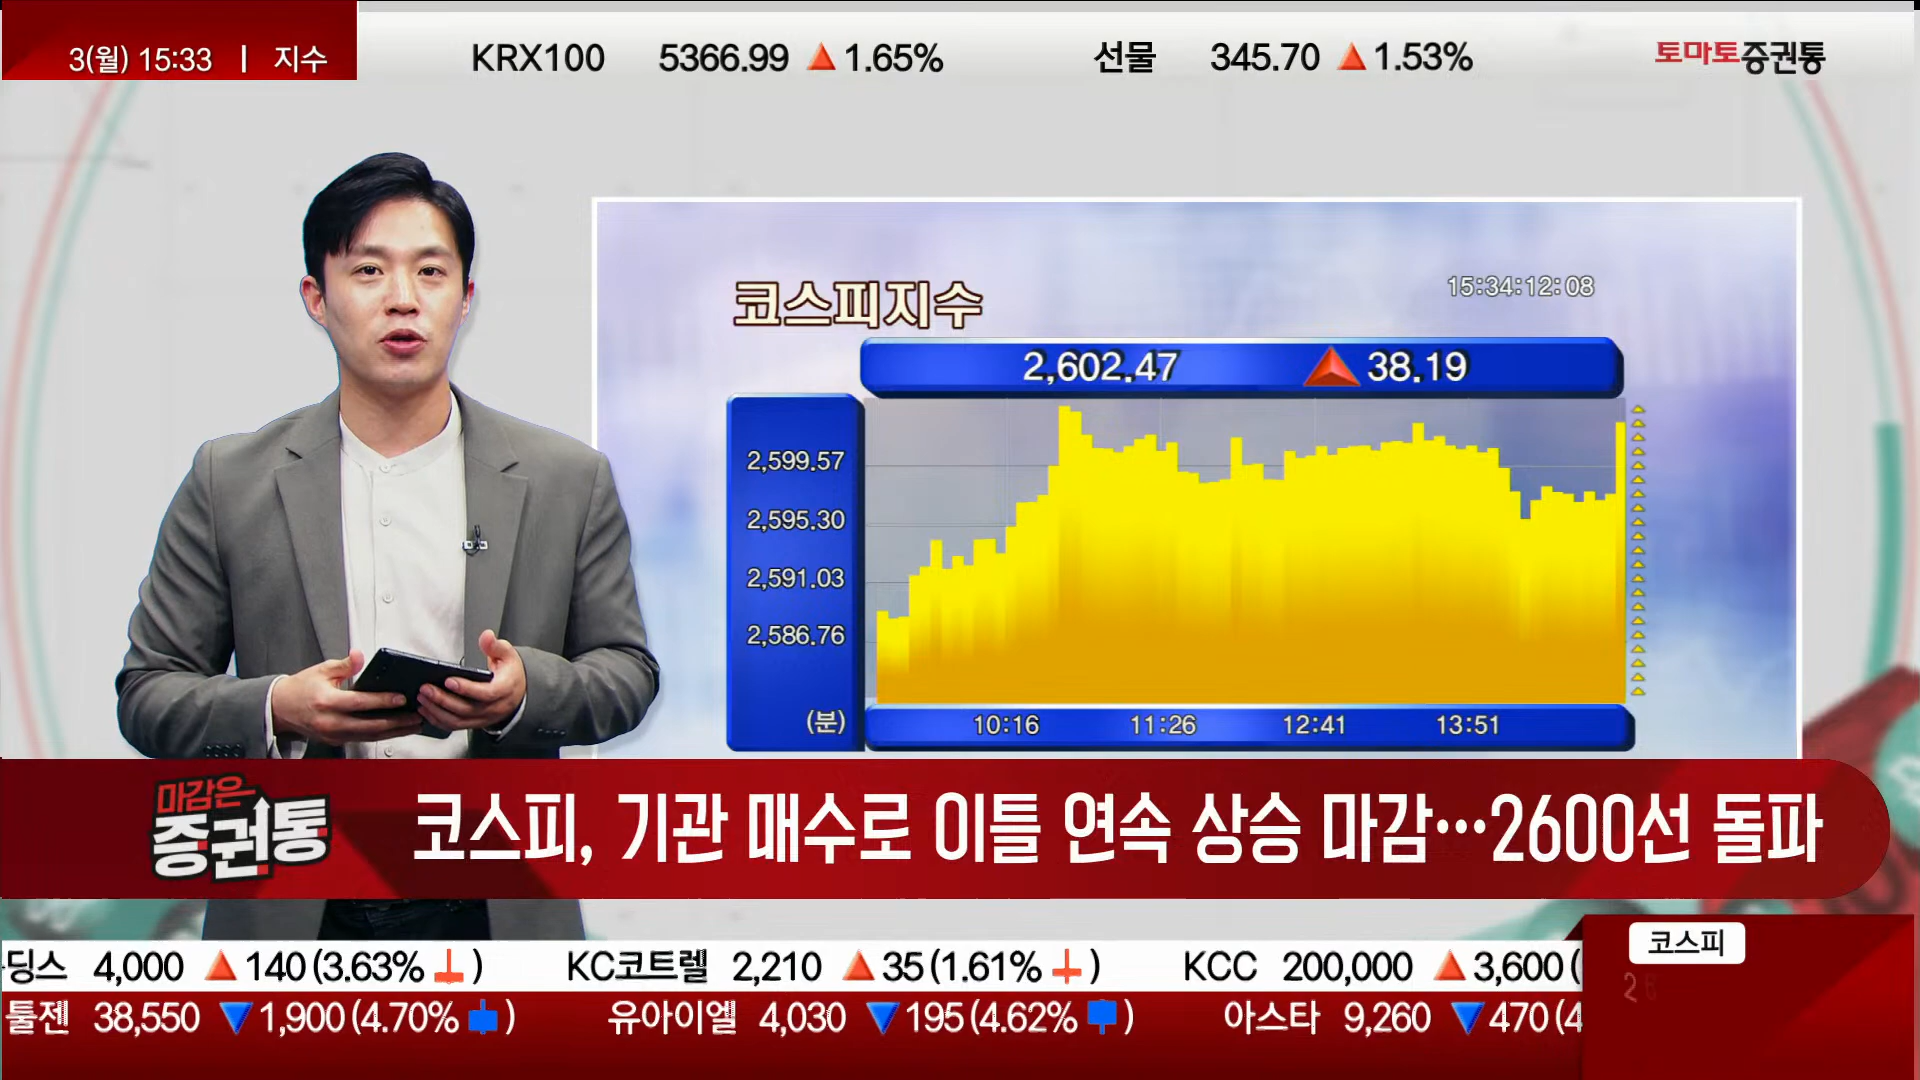 3(월) 15:33 | 지수
KRX100 5366.99 ▲ 1.65% 선물 345.70 ▲ 1.53%
토마토증권통
코스피지수
15:34:12:08
2,602.47 ▲ 38.19
2,599.57
2,595.30
2,591.03
2,586.76
(분) 10:16 11:26 12:41 13:51
마감은
증권통
코스피, 기관 매수로 이틀 연속 상승 마감…2600선 돌파
딩스 4,000 ▲ 140 (3.63% ) KC코트렐 2,210 ▲ 35 (1.61% ) KCC 200,000 ▲ 3,600 (
툴젠 38,550 ▼ 1,900 (4.70% ) 유아이엘 4,030 ▼ 195 (4.62% ) 아스타 9,260 ▼ 470 (4
코스피